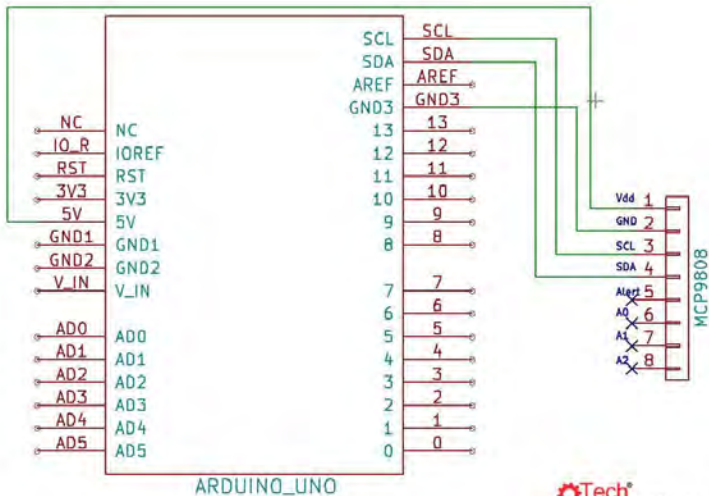 SCL SCL
SDA SDA
AREF AREF
GND3 GND3
NC NC 13 13
IO_R IOREF 12 12
RST RST 11 11
3V3 3V3 10 10
5V 5V 9 9
GND1 GND1 8 8
GND2 GND2
V_IN V_IN 7 7
6 6
AD0 AD0 5 5
AD1 AD1 4 4
AD2 AD2 3 3
AD3 AD3 2 2
AD4 AD4 1 1
AD5 AD5 0 0
ARDUINO_UNO
Vdd 1
GND 2
SCL 3
SDA 4
Alert 5
A0 6
A1 7
A2 8
MCP9808
Tech